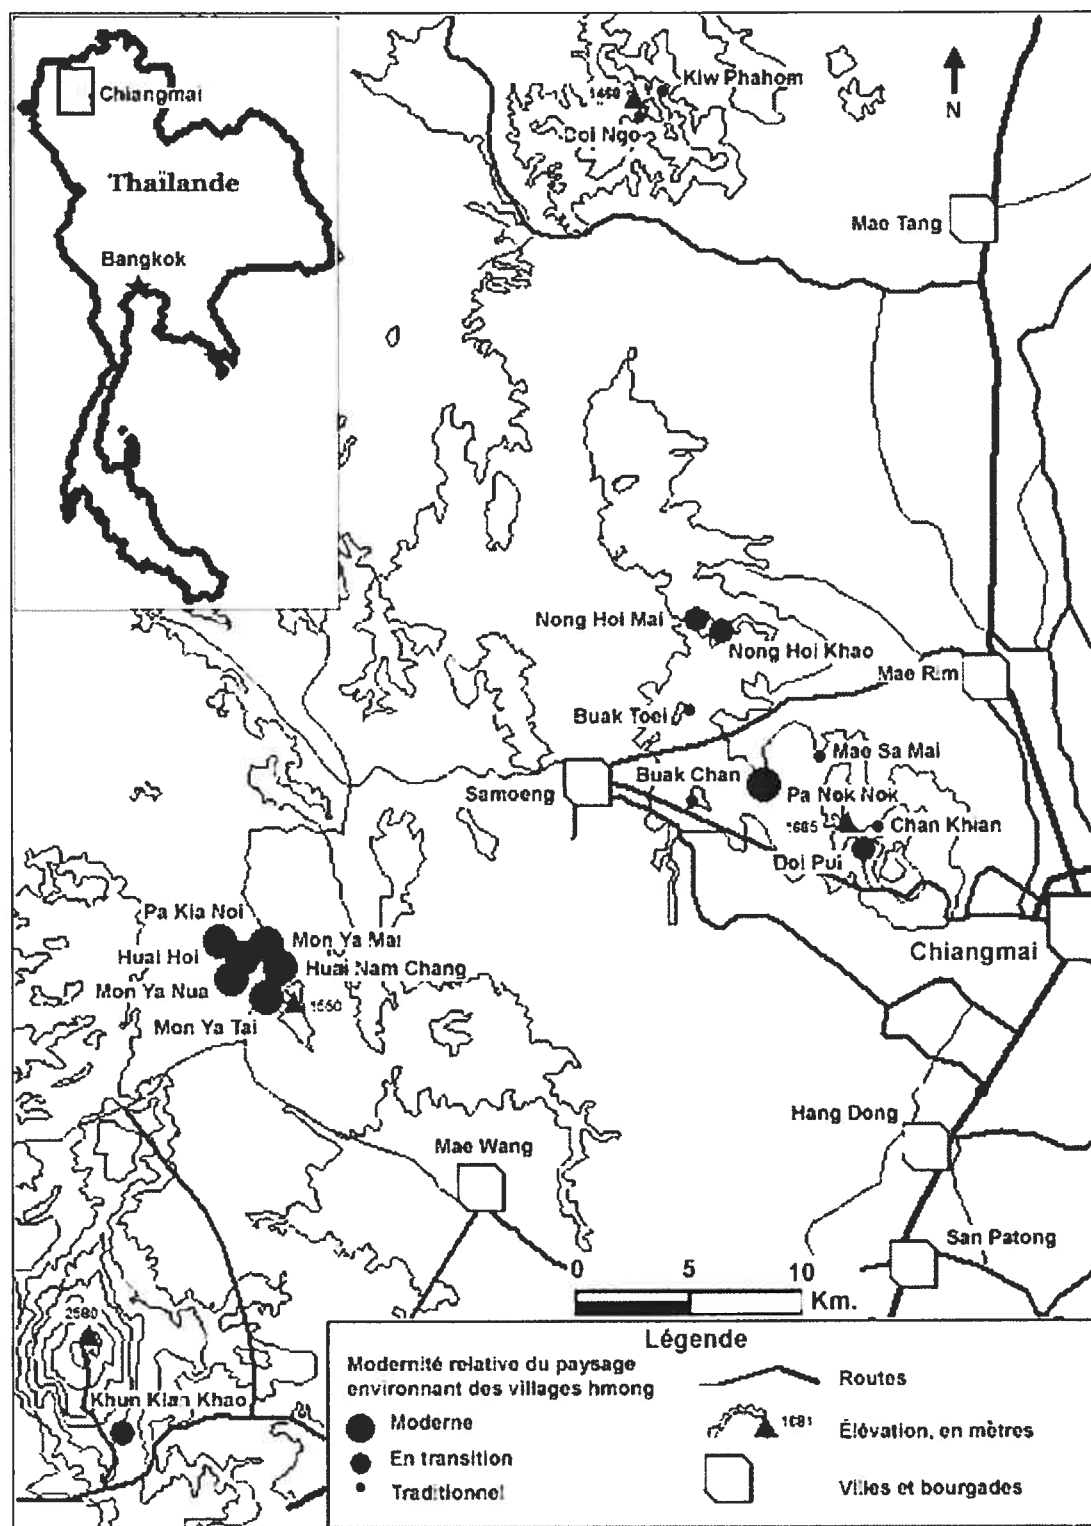 Chiangmai
Thaïlande
Bangkok
Kiw Phahom
1460
Doi Ngo
N
Mae Tang
Nong Hoi Mai
Nong Hoi Khao
Mae Rim
Buak Toei
Mae Sa Mai
Buak Chan
Samoeng
Pa Nok Nok
1685
Chan Khian
Doi Pui
Pa Kia Noi
Mon Ya Mai
Chiangmai
Huai Hoi
Huai Nam Chang
Mon Ya Nua
1550
Mon Ya Tai
Hang Dong
Mae Wang
San Patong
0 5 10
Km.
2580
Khun Klan Khao
Légende
Modernité relative du paysage
environnant des villages hmong
Moderne
En transition
Traditionnel
Routes
1681
Élévation, en mètres
Villes et bourgades